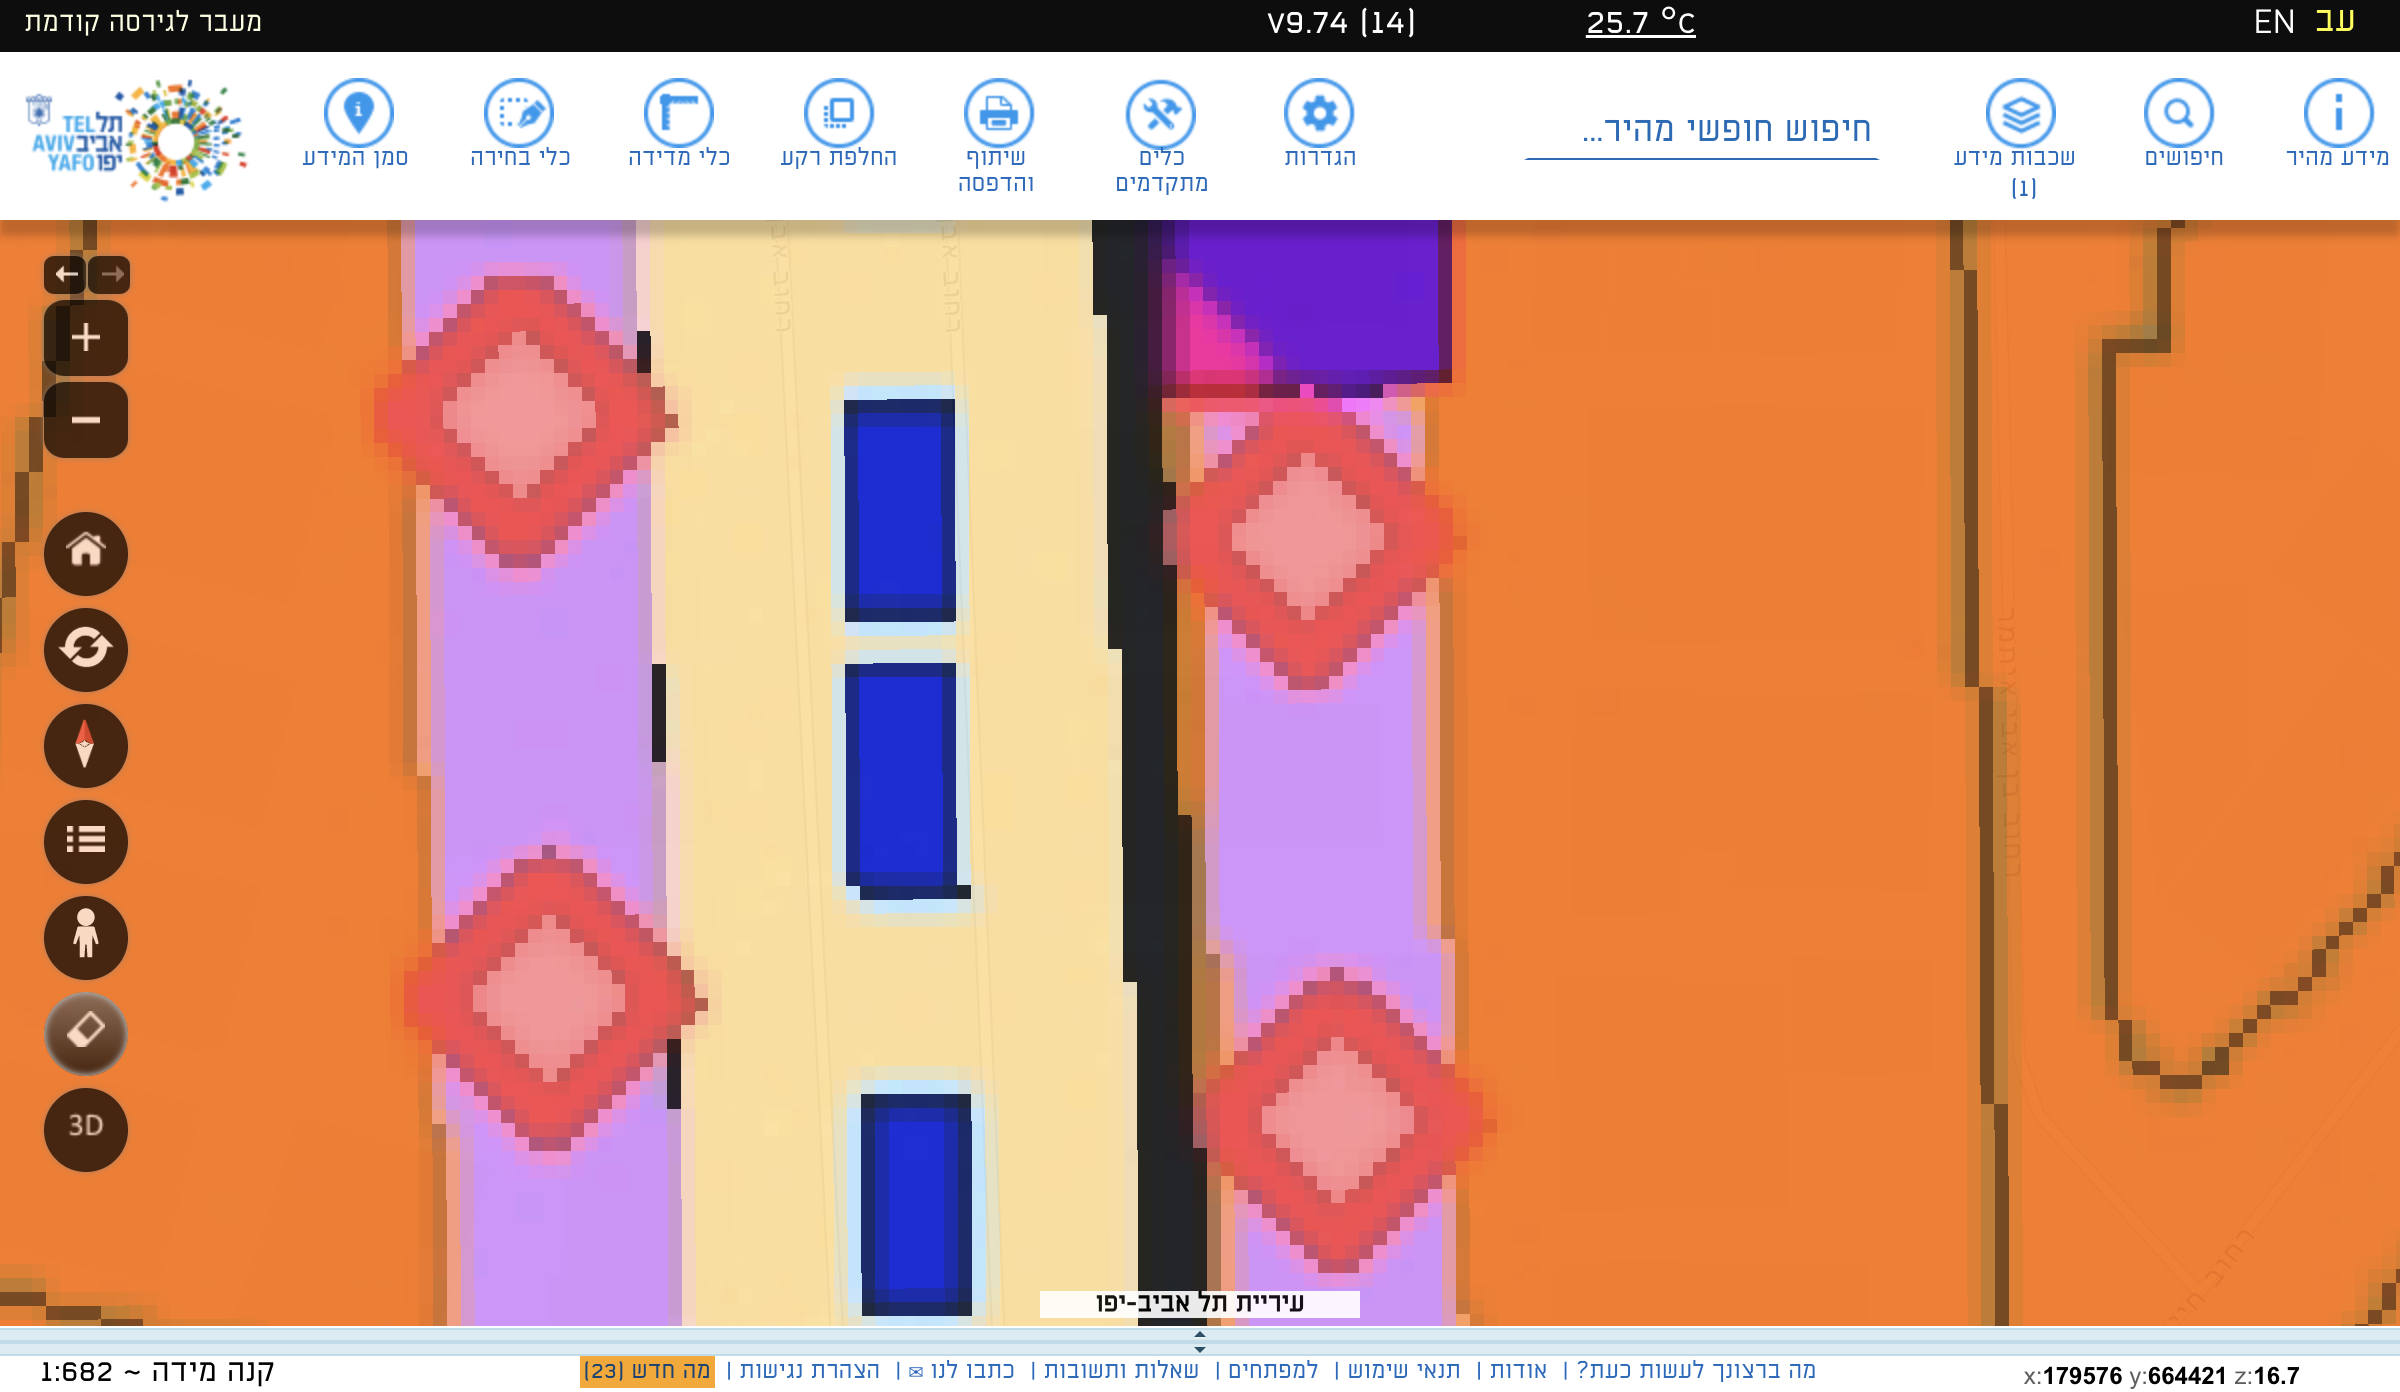 מעבר לגירסה קודמת
V9.74 (14)
25.7 °C
EN עב
תל TEL
אביב AVIV
יפו YAFO
סמן המידע
כלי בחירה
כלי מדידה
החלפת רקע
שיתוף
והדפסה
כלים
מתקדמים
הגדרות
חיפוש חופשי מהיר...
שכבות מידע
(1)
חיפושים
מידע מהיר
3D
עיריית תל אביב-יפו
קנה מידה ~ 1:682
מה ברצונך לעשות כעת? | אודות | תנאי שימוש | למפתחים | שאלות ותשובות | כתבו לנו ✉ | הצהרת נגישות | מה חדש (23)
x:179576 y:664421 z:16.7